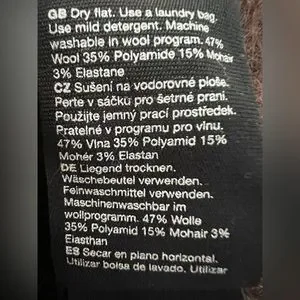 GB Dry flat. Use a laundry bag.
Use mild detergent. Machine
washable in wool program. 47%
Wool 35% Polyamide 15% Mohair
3% Elastane
CZ Sušení na vodorovné ploše.
Perte v sáčku pro šetrné praní.
Použijte jemný prací prostředek.
Pratelné v programu pro vlnu.
47% Vlna 35% Polyamid 15%
Mohér 3% Elastan
DE Liegend trocknen.
Wäschebeutel verwenden.
Feinwaschmittel verwenden.
Maschinenwaschbar im
wollprogramm. 47% Wolle
35% Polyamid 15% Mohair 3%
Elasthan
ES Secar en plano horizontal.
Utilizar bolsa de lavado. Utilizar